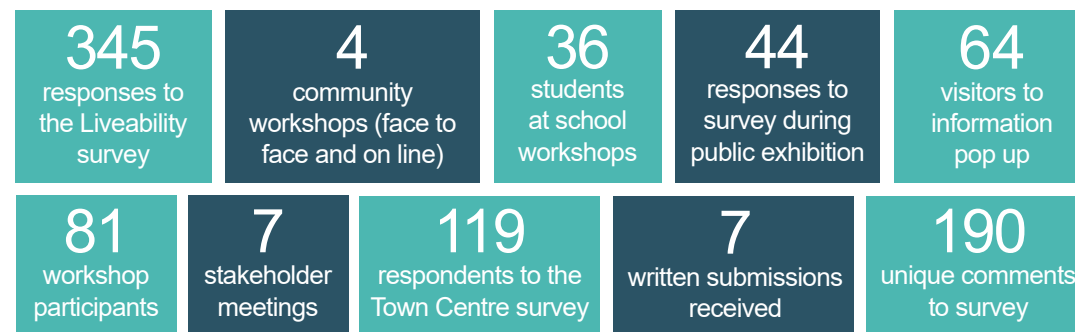 345
responses to
the Liveability
survey
4
community
workshops (face to
face and on line)
36
students
at school
workshops
44
responses to
survey during
public exhibition
64
visitors to
information
pop up
81
workshop
participants
7
stakeholder
meetings
119
respondents to the
Town Centre survey
7
written submissions
received
190
unique comments
to survey